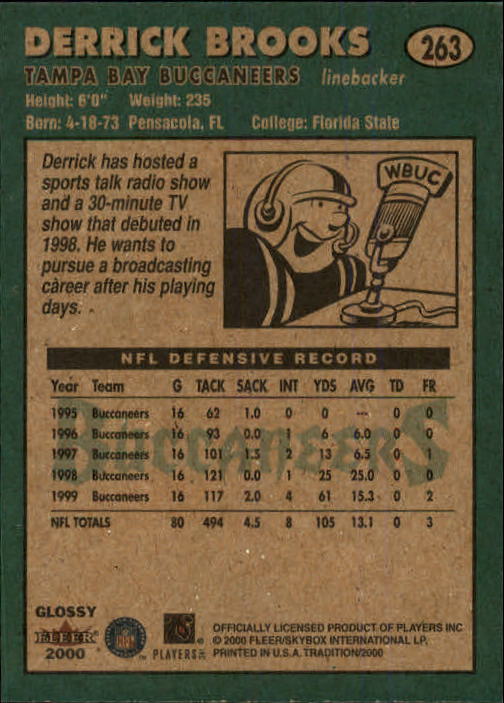 DERRICK BROOKS
263
TAMPA BAY BUCCANEERS linebacker
Height: 6'0" Weight: 235
Born: 4-18-73 Pensacola, FL College: Florida State
Derrick has hosted a
sports talk radio show
and a 30-minute TV
show that debuted in
1998. He wants to
pursue a broadcasting
career after his playing
days.
WBUC
NFL DEFENSIVE RECORD
Year Team G TACK SACK INT YDS AVG TD FR
1995 Buccaneers 16 62 1.0 0 0 --- 0 0
1996 Buccaneers 16 93 0.0 1 6 6.0 0 0
1997 Buccaneers 16 101 1.5 2 13 6.5 0 1
1998 Buccaneers 16 121 0.0 1 25 25.0 0 0
1999 Buccaneers 16 117 2.0 4 61 15.3 0 2
NFL TOTALS 80 494 4.5 8 105 13.1 0 3
BUCCANEERS
GLOSSY
FLEER
2000
NFL
PLAYERS INC
OFFICIALLY LICENSED PRODUCT OF PLAYERS INC
© 2000 FLEER/SKYBOX INTERNATIONAL LP.
PRINTED IN U.S.A. TRADITION/2000